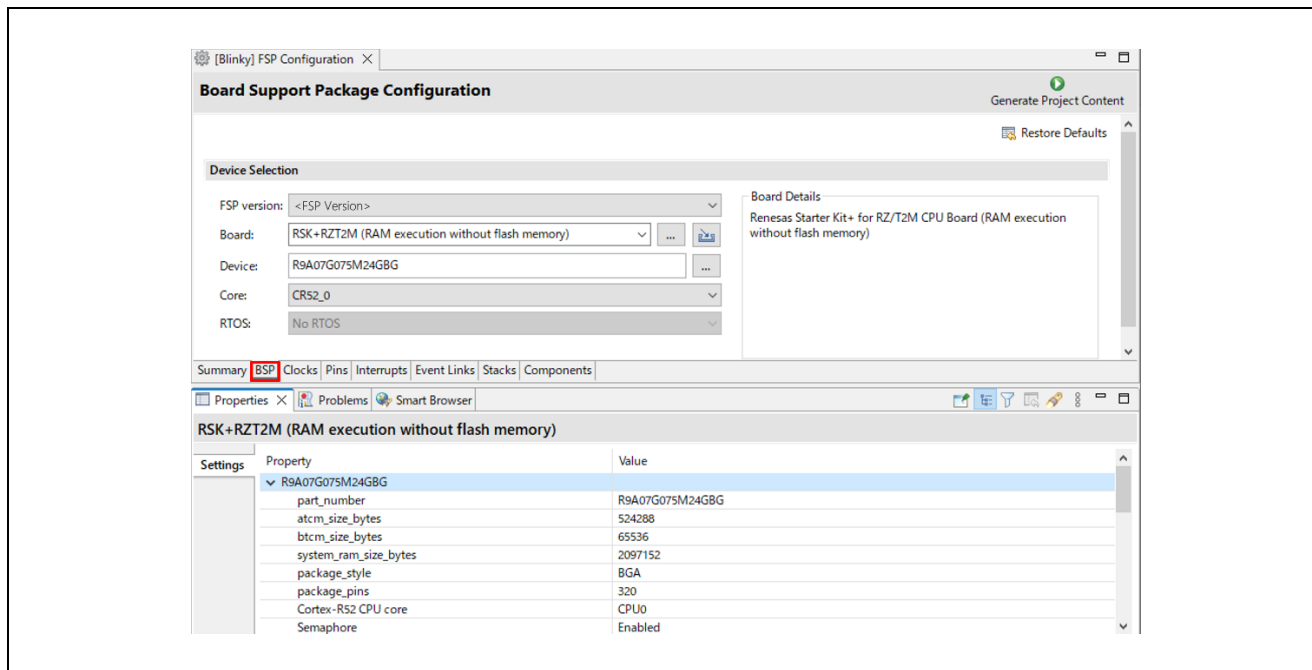 [Blinky] FSP Configuration
Board Support Package Configuration
Generate Project Content
Restore Defaults
Device Selection
FSP version: <FSP Version>
Board: RSK+RZT2M (RAM execution without flash memory) ...
Device: R9A07G075M24GBG ...
Core: CR52_0
RTOS: No RTOS
Board Details
Renesas Starter Kit+ for RZ/T2M CPU Board (RAM execution
without flash memory)
Summary BSP Clocks Pins Interrupts Event Links Stacks Components
Properties Problems Smart Browser
RSK+RZT2M (RAM execution without flash memory)
Settings
Property Value
R9A07G075M24GBG
part_number R9A07G075M24GBG
atcm_size_bytes 524288
btcm_size_bytes 65536
system_ram_size_bytes 2097152
package_style BGA
package_pins 320
Cortex-R52 CPU core CPU0
Semaphore Enabled